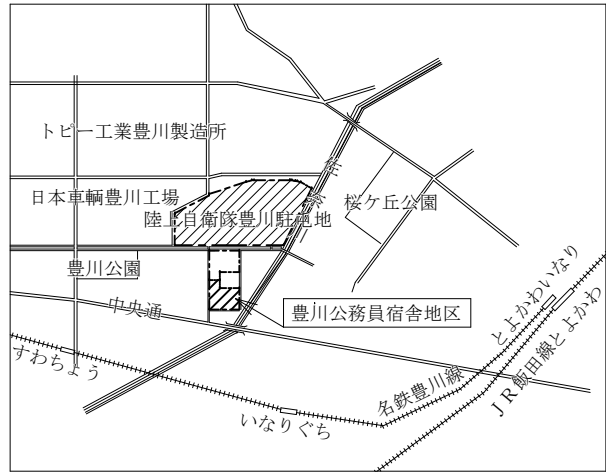 トピー工業豊川製造所
佐奈川
日本車輌豊川工場
桜ケ丘公園
陸上自衛隊豊川駐屯地
豊川公園
中央通
豊川公務員宿舎地区
とよかわいなり
すわちよう
名鉄豊川線
ＪＲ飯田線とよかわ
いなりぐち